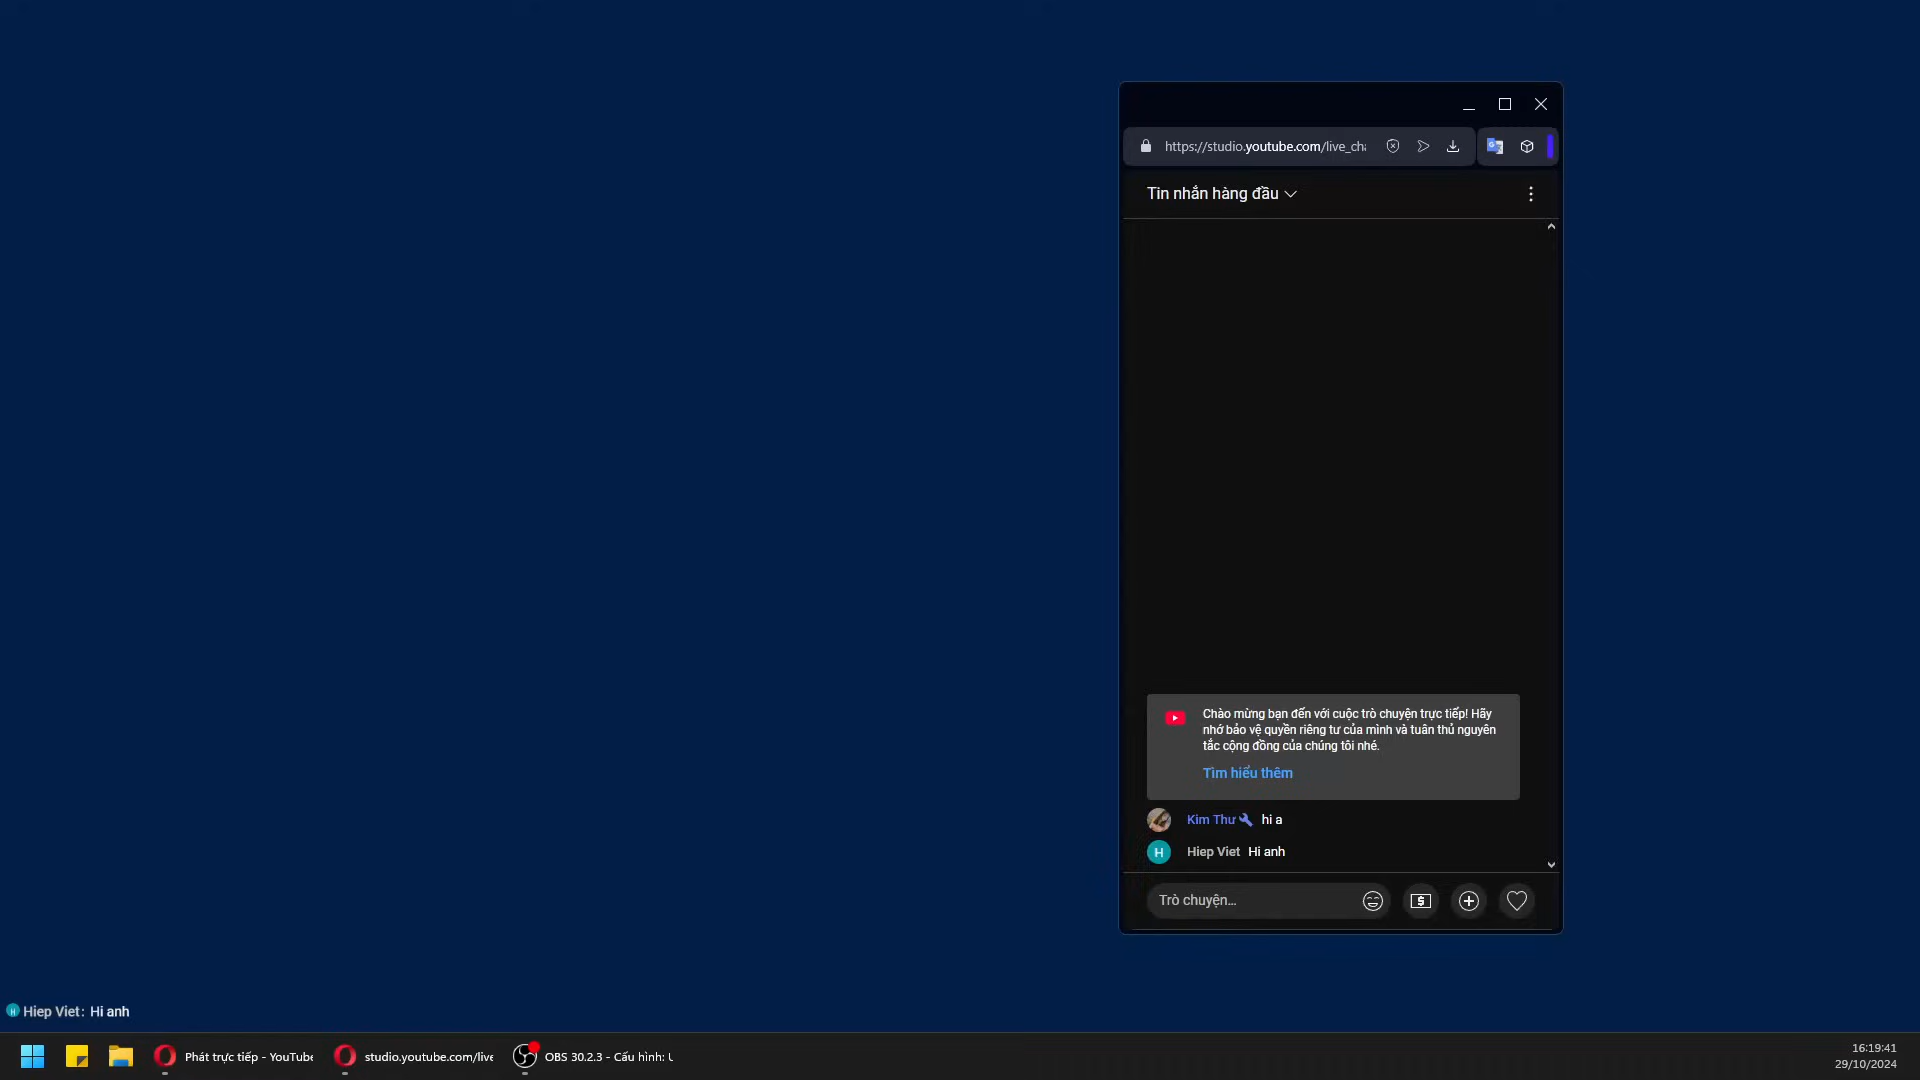 https://studio.youtube.com/live_cha
Tin nhắn hàng đầu
Chào mừng bạn đến với cuộc trò chuyện trực tiếp! Hãy
nhớ bảo vệ quyền riêng tư của mình và tuân thủ nguyên
tắc cộng đồng của chúng tôi nhé.
Tìm hiểu thêm
Kim Thư hi a
H Hiep Viet Hi anh
Trò chuyện...
H Hiep Viet: Hi anh
Phát trực tiếp - YouTube
studio.youtube.com/live
OBS 30.2.3 - Cấu hình: U
16:19:41
29/10/2024